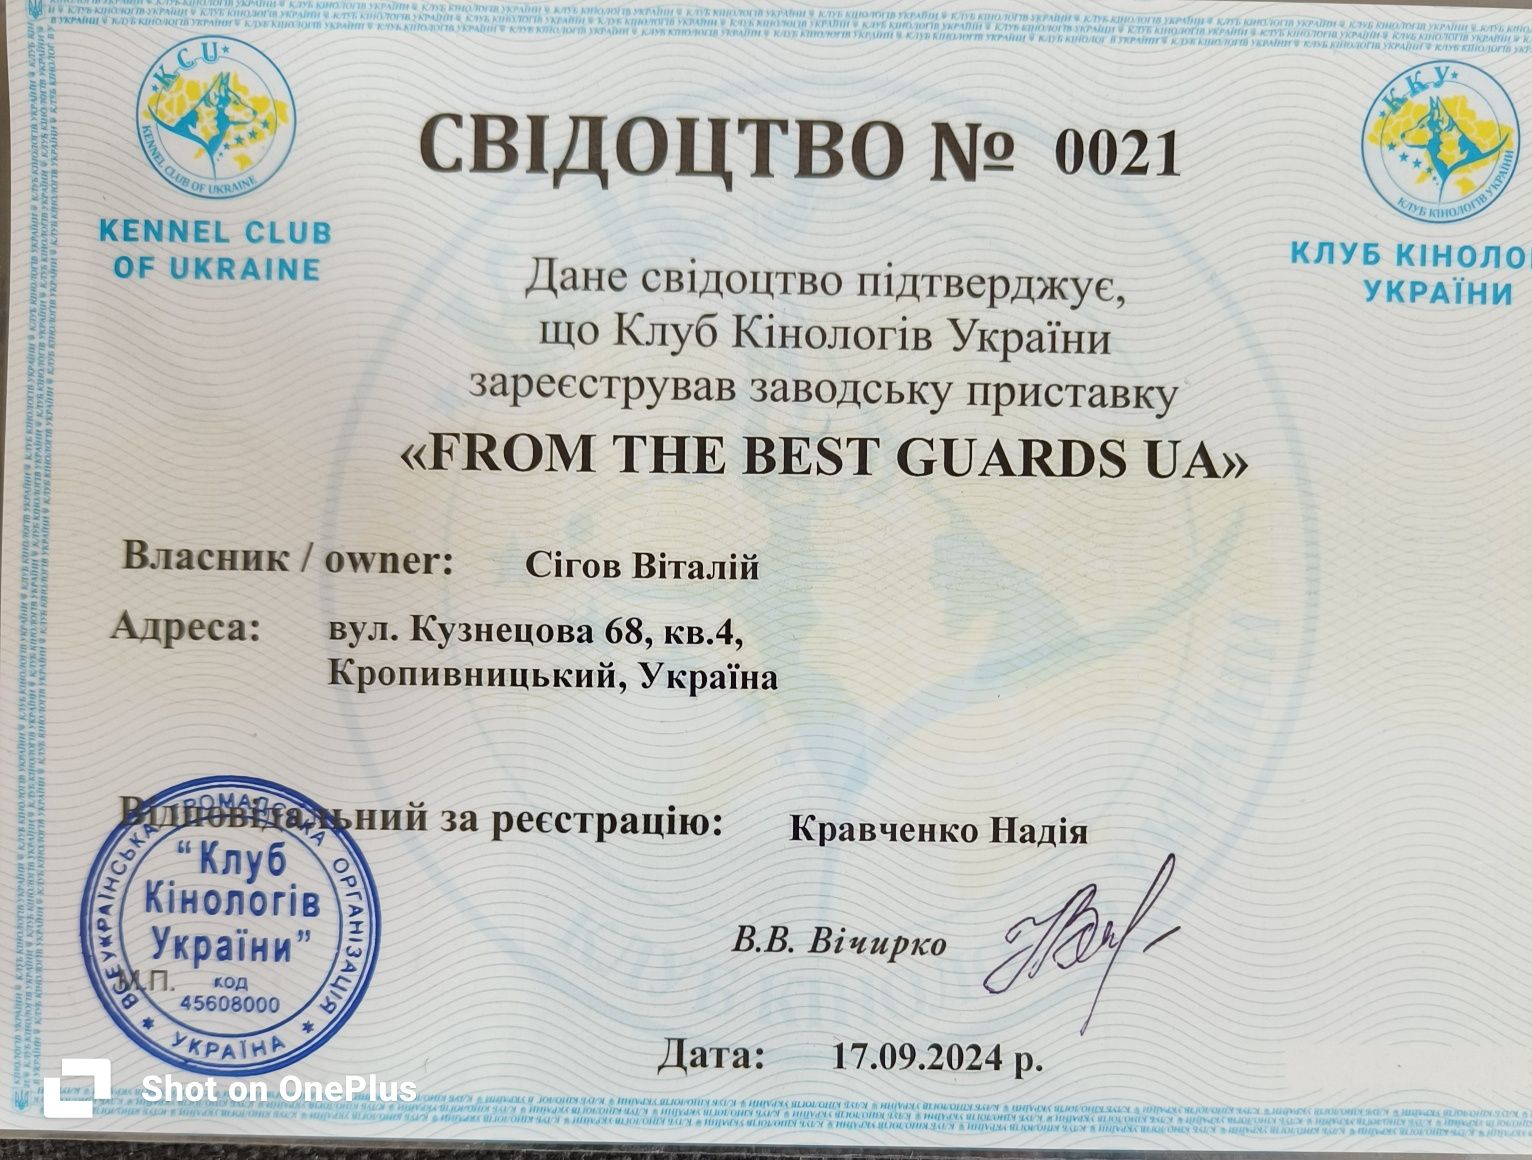 KCU
KENNEL CLUB OF UKRAINE
KENNEL CLUB
OF UKRAINE
ККУ
КЛУБ КІНОЛОГІВ УКРАЇНИ
КЛУБ КІНОЛО
УКРАЇНИ
СВІДОЦТВО № 0021
Дане свідоцтво підтверджує,
що Клуб Кінологів України
зареєстрував заводську приставку
«FROM THE BEST GUARDS UA»
Власник / owner: Сігов Віталій
Адреса: вул. Кузнецова 68, кв.4,
Кропивницький, Україна
Відповідальний за реєстрацію: Кравченко Надія
ВСЕУКРАЇНСЬКА ГРОМАДСЬКА ОРГАНІЗАЦІЯ
“Клуб
Кінологів
України”
М.П.
код
45608000
УКРАЇНА
В.В. Вічирко
Дата: 17.09.2024 р.
Shot on OnePlus